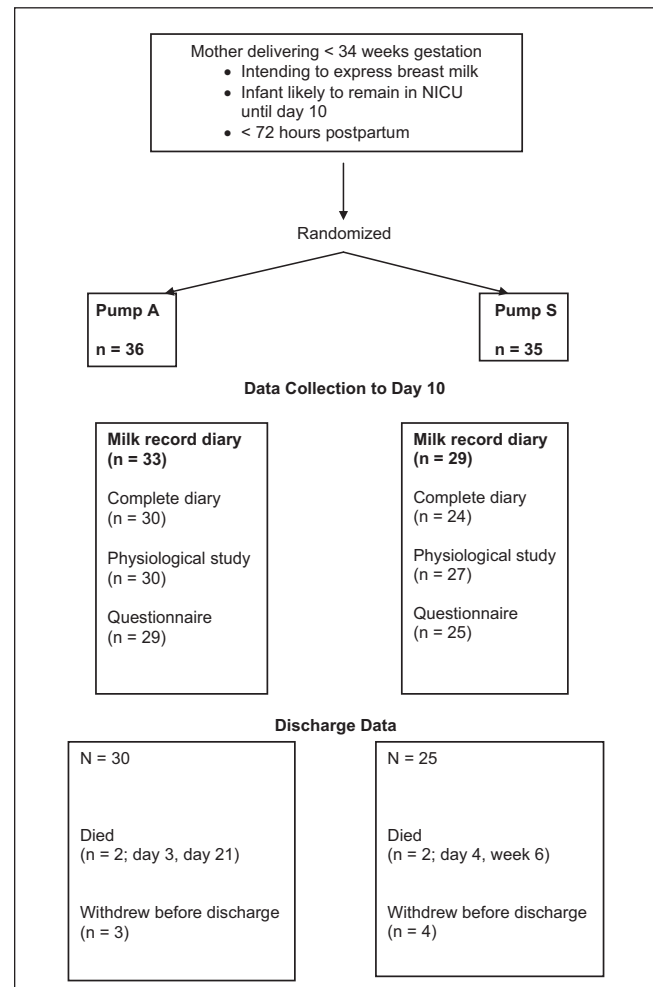 Mother delivering < 34 weeks gestation
• Intending to express breast milk
• Infant likely to remain in NICU
until day 10
• < 72 hours postpartum
Randomized
Pump A
n = 36
Pump S
n = 35
Data Collection to Day 10
Milk record diary
(n = 33)
Complete diary
(n = 30)
Physiological study
(n = 30)
Questionnaire
(n = 29)
Milk record diary
(n = 29)
Complete diary
(n = 24)
Physiological study
(n = 27)
Questionnaire
(n = 25)
Discharge Data
N = 30
Died
(n = 2; day 3, day 21)
Withdrew before discharge
(n = 3)
N = 25
Died
(n = 2; day 4, week 6)
Withdrew before discharge
(n = 4)